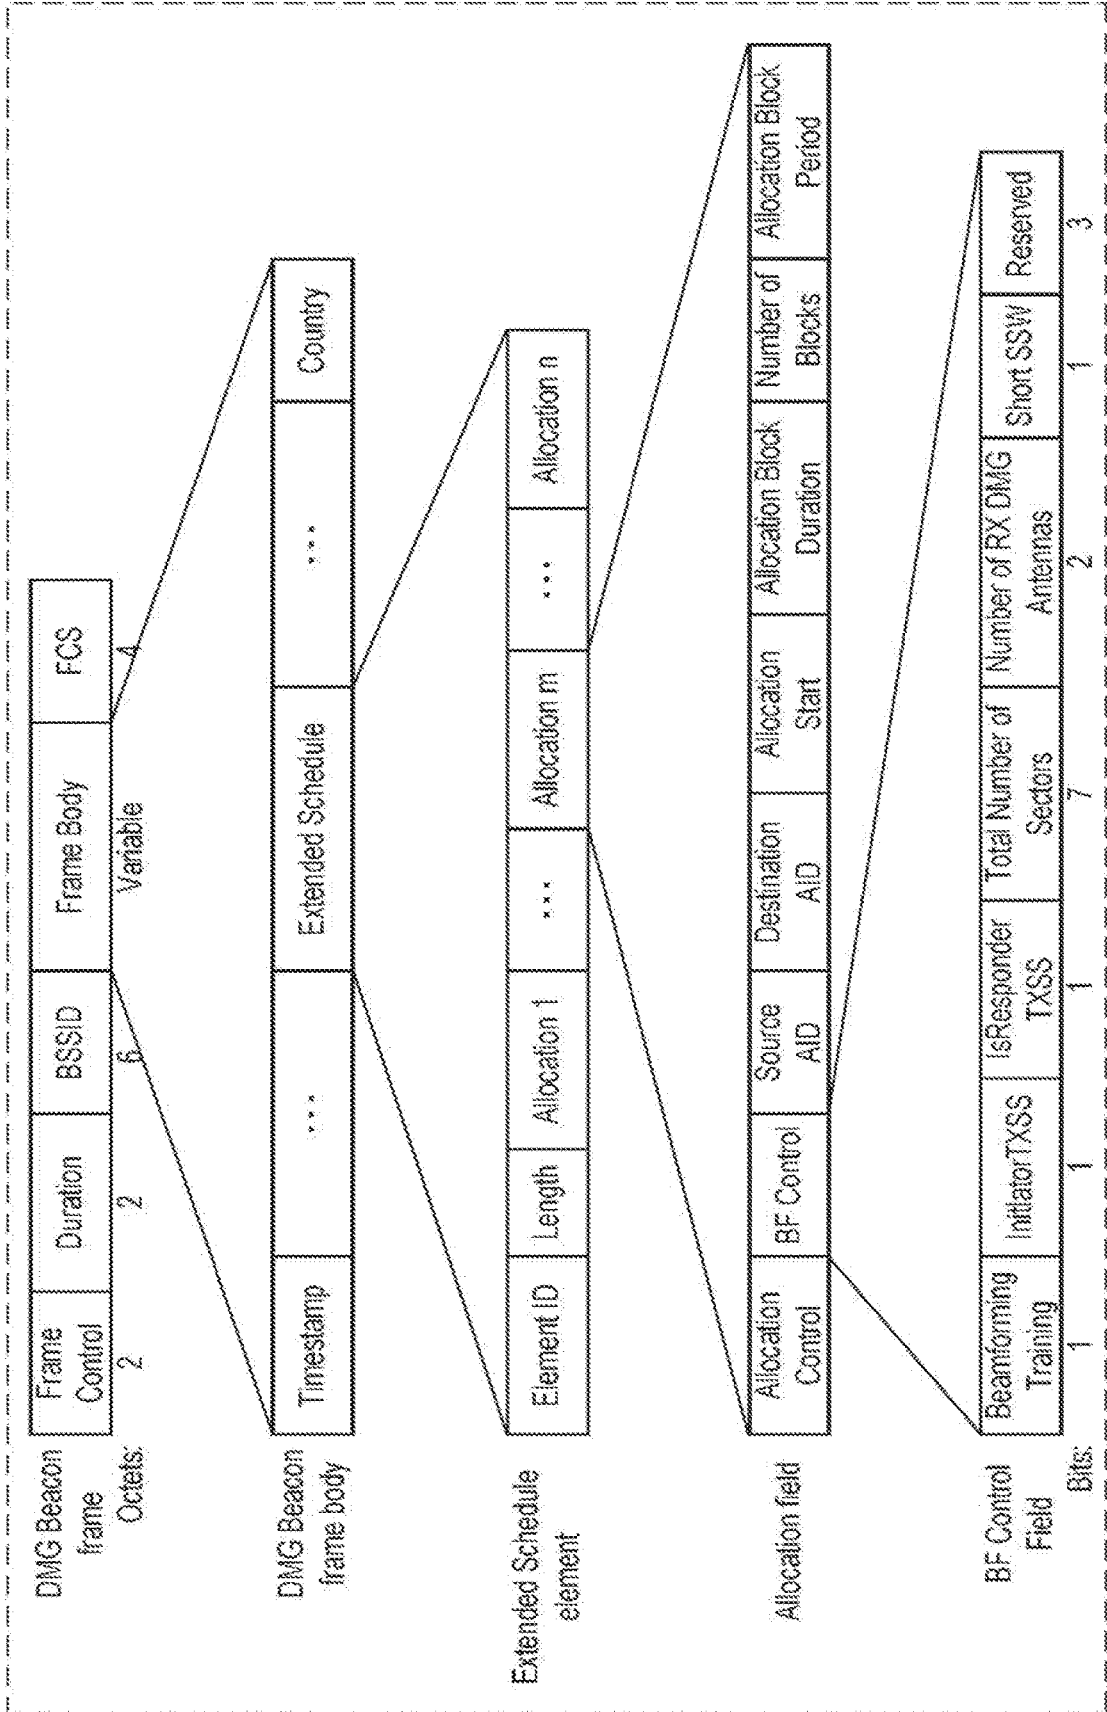 DMG Beacon
frame
Frame
Control
Duration
BSSID
Frame Body
FCS
Octets:
2
2
6
Variable
4
DMG Beacon
frame body
Timestamp
...
Extended Schedule
...
Country
Extended Schedule
element
Element ID
Length
Allocation 1
...
Allocation m
...
Allocation n
Allocation field
Allocation
Control
BF Control
Source
AID
Destination
AID
Allocation
Start
Allocation Block
Duration
Number of
Blocks
Allocation Block
Period
BF Control
Field
Beamforming
Training
InitiatorTXSS
IsResponder
TXSS
Total Number of
Sectors
Number of RX DMG
Antennas
Short SSW
Reserved
Bits:
1
1
1
7
2
1
3